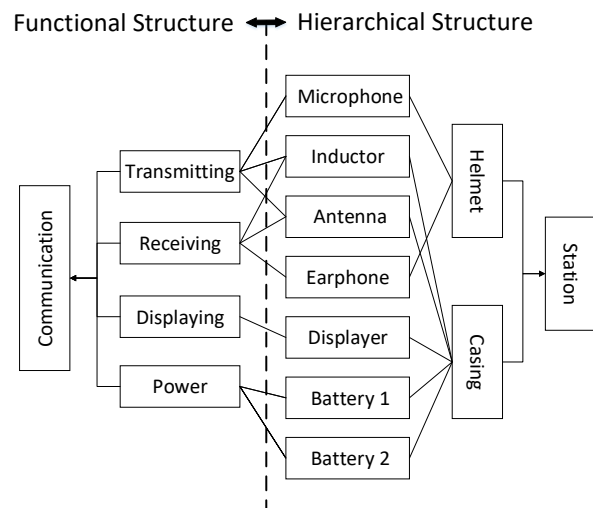 Functional Structure
Hierarchical Structure
Communication
Transmitting
Receiving
Displaying
Power
Microphone
Inductor
Antenna
Earphone
Displayer
Battery 1
Battery 2
Helmet
Casing
Station